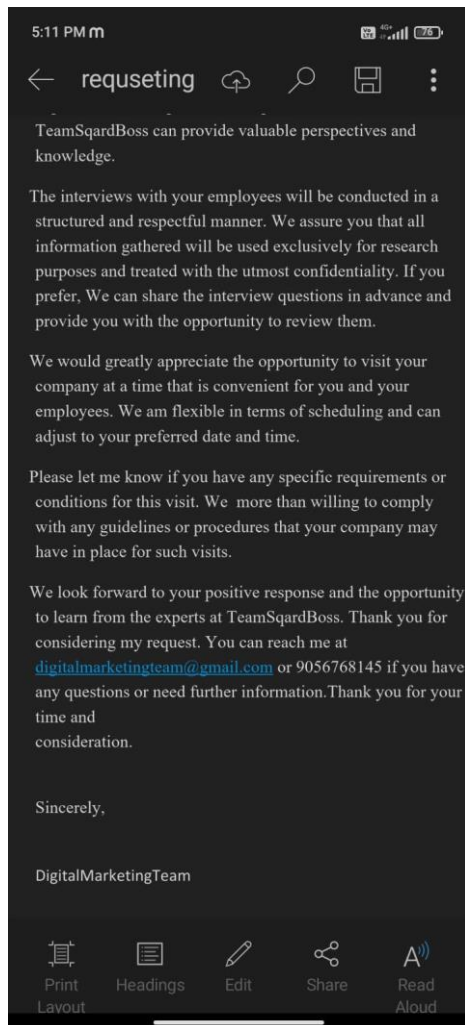 5:11 PM m
Vo LTE 4G+ 76
requseting
TeamSqardBoss can provide valuable perspectives and
knowledge.
The interviews with your employees will be conducted in a
structured and respectful manner. We assure you that all
information gathered will be used exclusively for research
purposes and treated with the utmost confidentiality. If you
prefer, We can share the interview questions in advance and
provide you with the opportunity to review them.
We would greatly appreciate the opportunity to visit your
company at a time that is convenient for you and your
employees. We am flexible in terms of scheduling and can
adjust to your preferred date and time.
Please let me know if you have any specific requirements or
conditions for this visit. We  more than willing to comply
with any guidelines or procedures that your company may
have in place for such visits.
We look forward to your positive response and the opportunity
to learn from the experts at TeamSqardBoss. Thank you for
considering my request. You can reach me at
digitalmarketingteam@gmail.com or 9056768145 if you have
any questions or need further information.Thank you for your
time and
consideration.
Sincerely,
DigitalMarketingTeam
Print Headings Edit Share Read
Layout Aloud